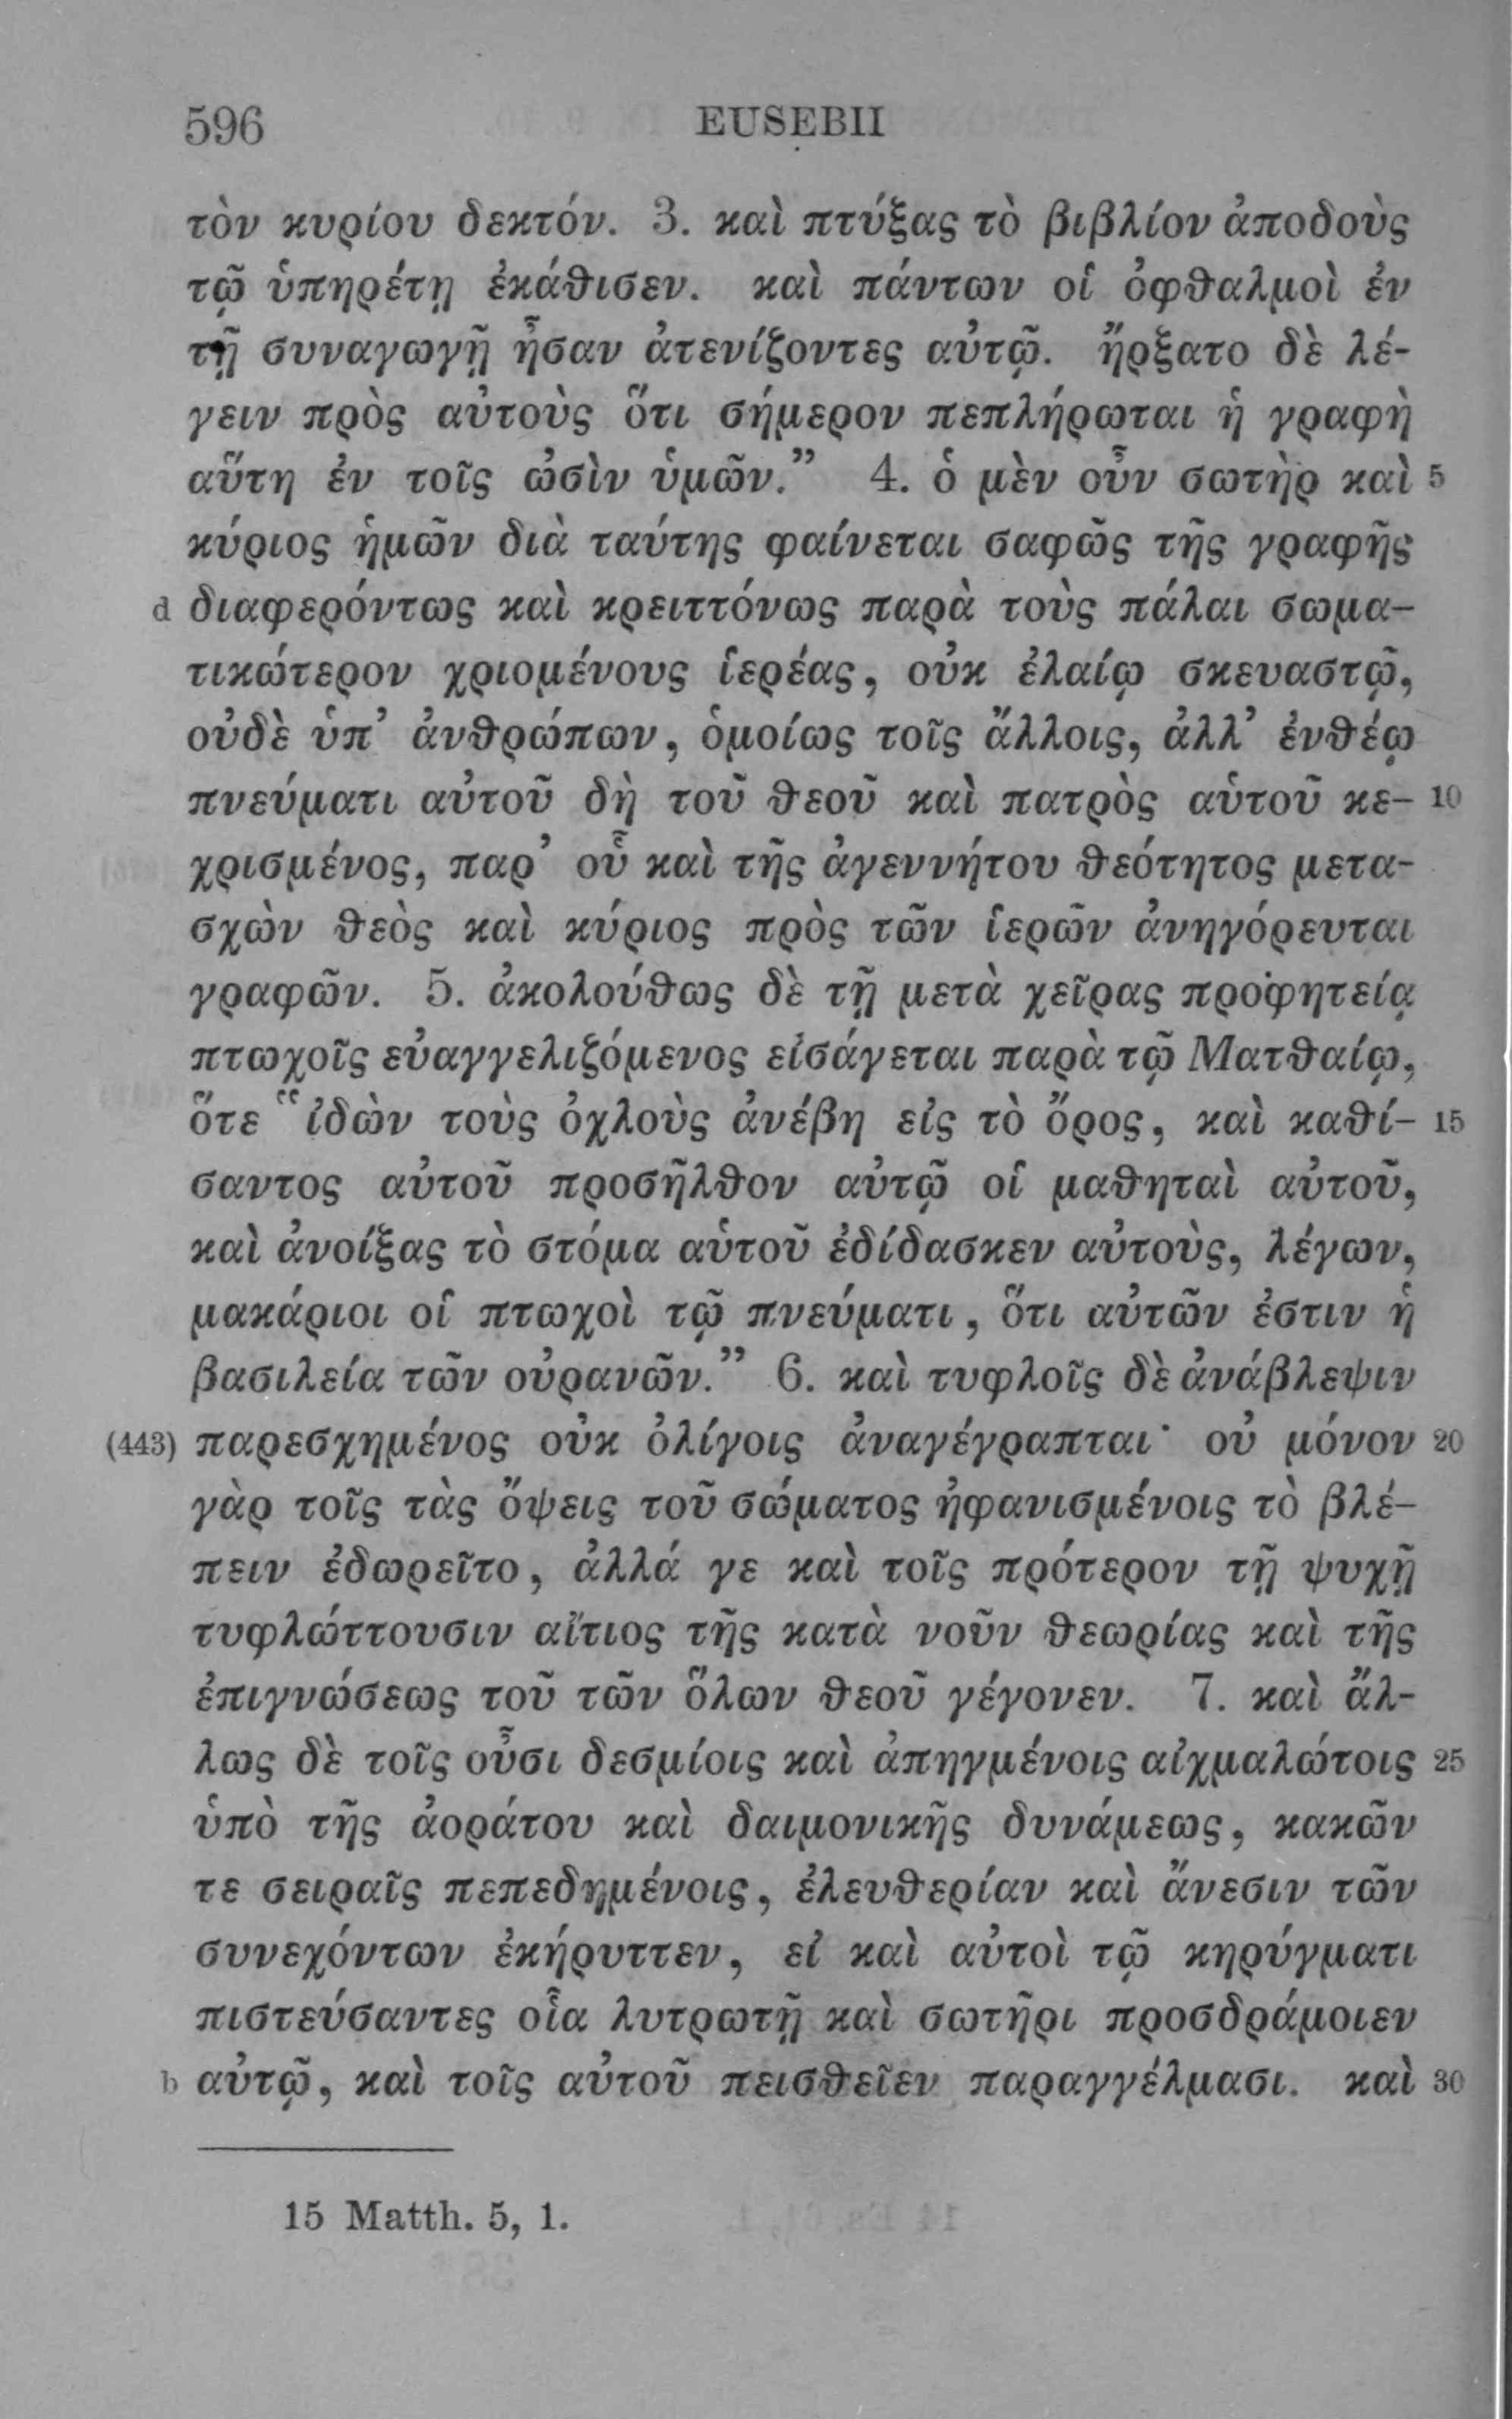 596 EUSEBII
τὸν κυρίου δεκτόν. 3. καὶ πτύξας τὸ βιβλίον ἀποδοὺς
τῷ ὑπηρέτῃ ἐκάθισεν. καὶ πάντων οἱ ὀφθαλμοὶ ἐν
τῇ συναγωγῇ ἦσαν ἀτενίζοντες αὐτῷ. ἤρξατο δὲ λέ-
γειν πρὸς αὐτοὺς ὅτι σήμερον πεπλήρωται ἡ γραφὴ
αὕτη ἐν τοῖς ὠσὶν ὑμῶν.” 4. ὁ μὲν οὖν σωτὴρ καὶ 5
κύριος ἡμῶν διὰ ταύτης φαίνεται σαφῶς τῆς γραφῆς
d διαφερόντως καὶ κρειττόνως παρὰ τοὺς πάλαι σωμα-
τικώτερον χριομένους ἱερέας, οὐκ ἐλαίῳ σκευαστῷ,
οὐδὲ ὑπ’ ἀνθρώπων, ὁμοίως τοῖς ἄλλοις, ἀλλ’ ἐνθέῳ
πνεύματι αὐτοῦ δὴ τοῦ θεοῦ καὶ πατρὸς αὑτοῦ κε- 10
χρισμένος, παρ’ οὗ καὶ τῆς ἀγεννήτου θεότητος μετα-
σχὼν θεὸς καὶ κύριος πρὸς τῶν ἱερῶν ἀνηγόρευται
γραφῶν. 5. ἀκολούθως δὲ τῇ μετὰ χεῖρας προφητείᾳ
πτωχοῖς εὐαγγελιζόμενος εἰσάγεται παρὰ τῷ Ματθαίῳ,
ὅτε “ἰδὼν τοὺς ὀχλοὺς ἀνέβη εἰς τὸ ὄρος, καὶ καθί- 15
σαντος αὐτοῦ προσῆλθον αὐτῷ οἱ μαθηταὶ αὐτοῦ,
καὶ ἀνοίξας τὸ στόμα αὑτοῦ ἐδίδασκεν αὐτοὺς, λέγων,
μακάριοι οἱ πτωχοὶ τῷ πνεύματι, ὅτι αὐτῶν ἐστιν ἡ
βασιλεία τῶν οὐρανῶν.” 6. καὶ τυφλοῖς δὲ ἀνάβλεψιν
(443) παρεσχημένος οὐκ ὀλίγοις ἀναγέγραπται· οὐ μόνον 20
γὰρ τοῖς τὰς ὄψεις τοῦ σώματος ἠφανισμένοις τὸ βλέ-
πειν ἐδωρεῖτο, ἀλλά γε καὶ τοῖς πρότερον τῇ ψυχῇ
τυφλώττουσιν αἴτιος τῆς κατὰ νοῦν θεωρίας καὶ τῆς
ἐπιγνώσεως τοῦ τῶν ὅλων θεοῦ γέγονεν. 7. καὶ ἄλ-
λως δὲ τοῖς οὖσι δεσμίοις καὶ ἀπηγμένοις αἰχμαλώτοις 25
ὑπὸ τῆς ἀοράτου καὶ δαιμονικῆς δυνάμεως, κακῶν
τε σειραῖς πεπεδημένοις, ἐλευθερίαν καὶ ἄνεσιν τῶν
συνεχόντων ἐκήρυττεν, εἰ καὶ αὐτοὶ τῷ κηρύγματι
πιστεύσαντες οἷα λυτρωτῇ καὶ σωτῆρι προσδράμοιεν
b αὐτῷ, καὶ τοῖς αὐτοῦ πεισθεῖεν παραγγέλμασι. καὶ 30
15 Matth. 5, 1.